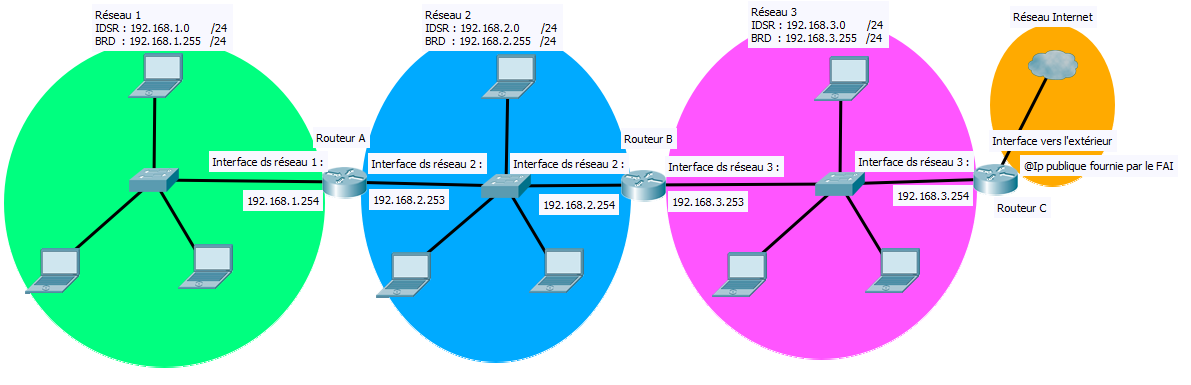 Réseau 1
IDSR : 192.168.1.0 /24
BRD : 192.168.1.255 /24
Réseau 2
IDSR : 192.168.2.0 /24
BRD : 192.168.2.255 /24
Réseau 3
IDSR : 192.168.3.0 /24
BRD : 192.168.3.255 /24
Réseau Internet
Routeur A
Interface ds réseau 1 :
192.168.1.254
Interface ds réseau 2 :
192.168.2.253
Routeur B
Interface ds réseau 2 :
192.168.2.254
Interface ds réseau 3 :
192.168.3.253
Interface ds réseau 3 :
192.168.3.254
Interface vers l'extérieur
@Ip publique fournie par le FAI
Routeur C